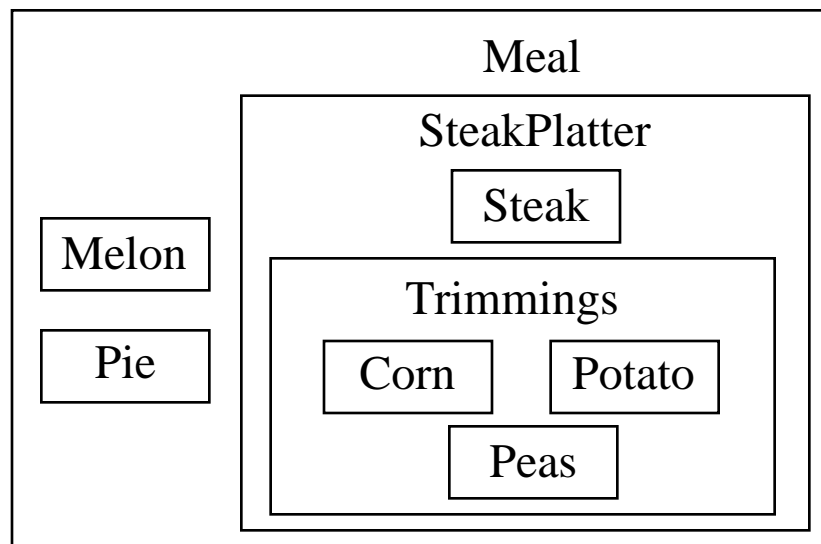 Meal
SteakPlatter
Steak
Melon
Trimmings
Pie
Corn
Potato
Peas